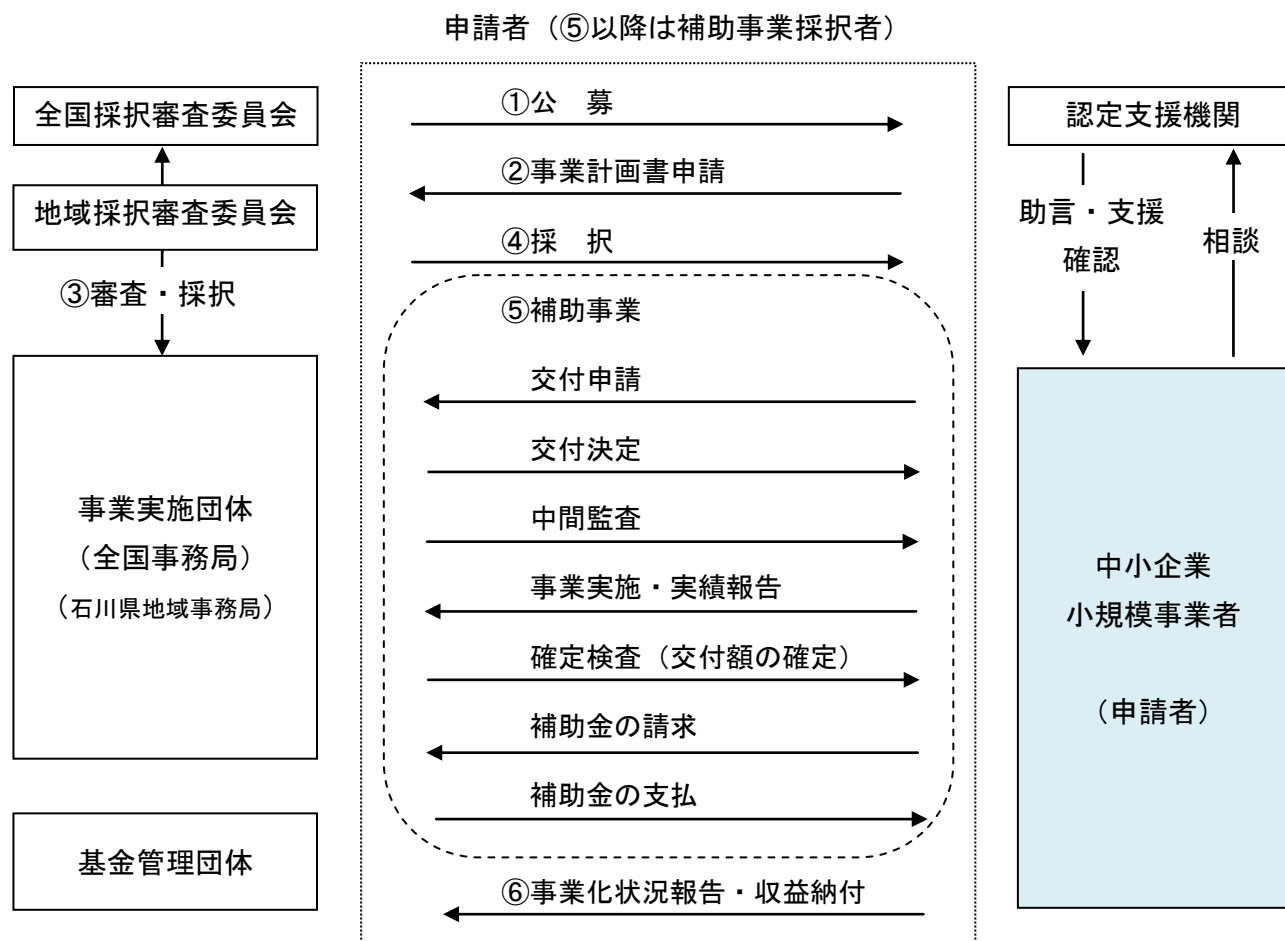 申請者（⑤以降は補助事業採択者）
全国採択審査委員会
地域採択審査委員会
③審査・採択
事業実施団体
（全国事務局）
（石川県地域事務局）
基金管理団体
①公　募
②事業計画書申請
④採　択
⑤補助事業
交付申請
交付決定
中間監査
事業実施・実績報告
確定検査（交付額の確定）
補助金の請求
補助金の支払
⑥事業化状況報告・収益納付
認定支援機関
助言・支援
確認
相談
中小企業
小規模事業者
（申請者）